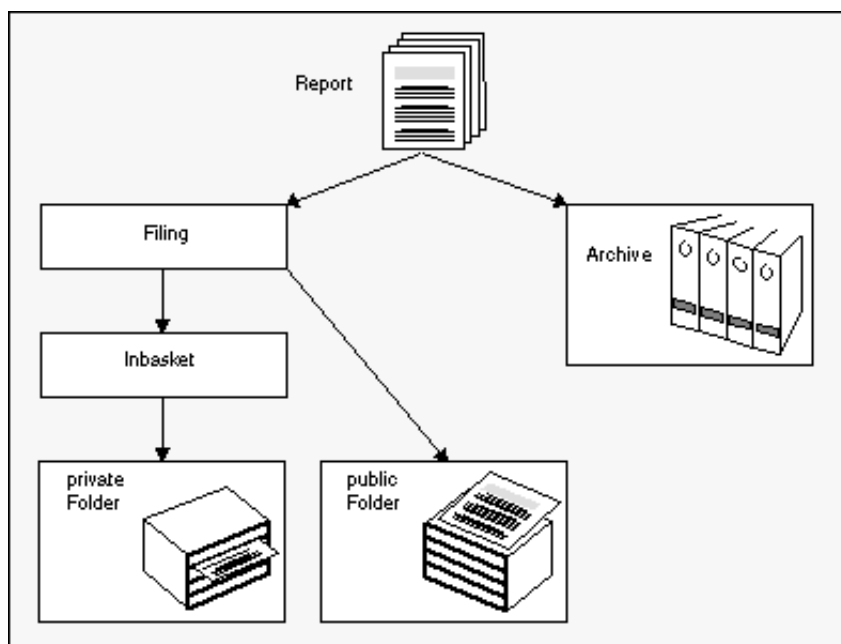 Report
Filing
Archive
Inbasket
private
Folder
public
Folder